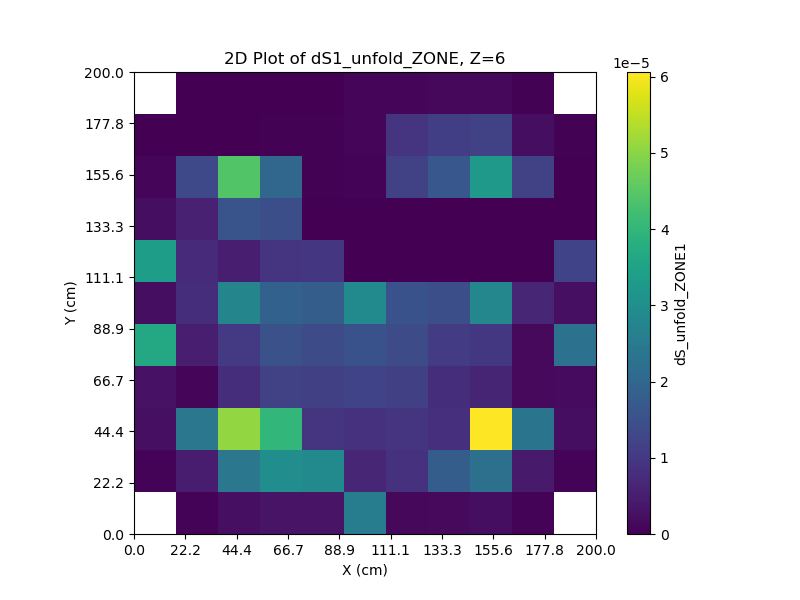 2D Plot of dS1_unfold_ZONE, Z=6
1e−5
200.0
177.8
155.6
133.3
111.1
88.9
66.7
44.4
22.2
0.0
Y (cm)
0.0 22.2 44.4 66.7 88.9 111.1 133.3 155.6 177.8 200.0
X (cm)
6
5
4
3
2
1
0
dS_unfold_ZONE1